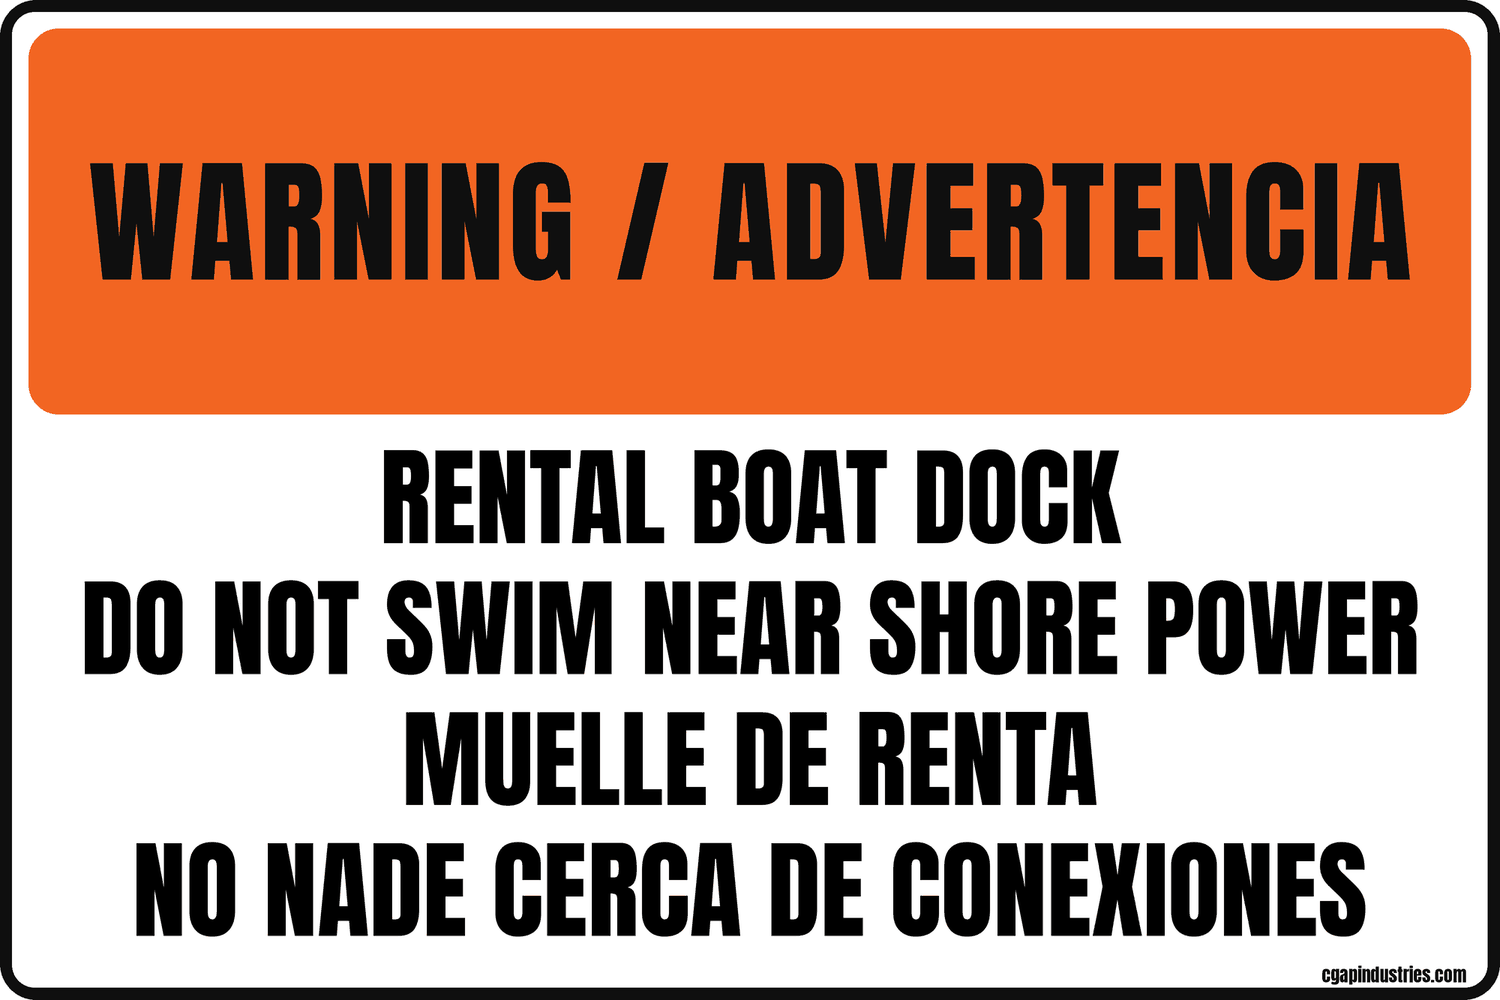 WARNING / ADVERTENCIA
RENTAL BOAT DOCK
DO NOT SWIM NEAR SHORE POWER
MUELLE DE RENTA
NO NADE CERCA DE CONEXIONES
cgapindustries.com